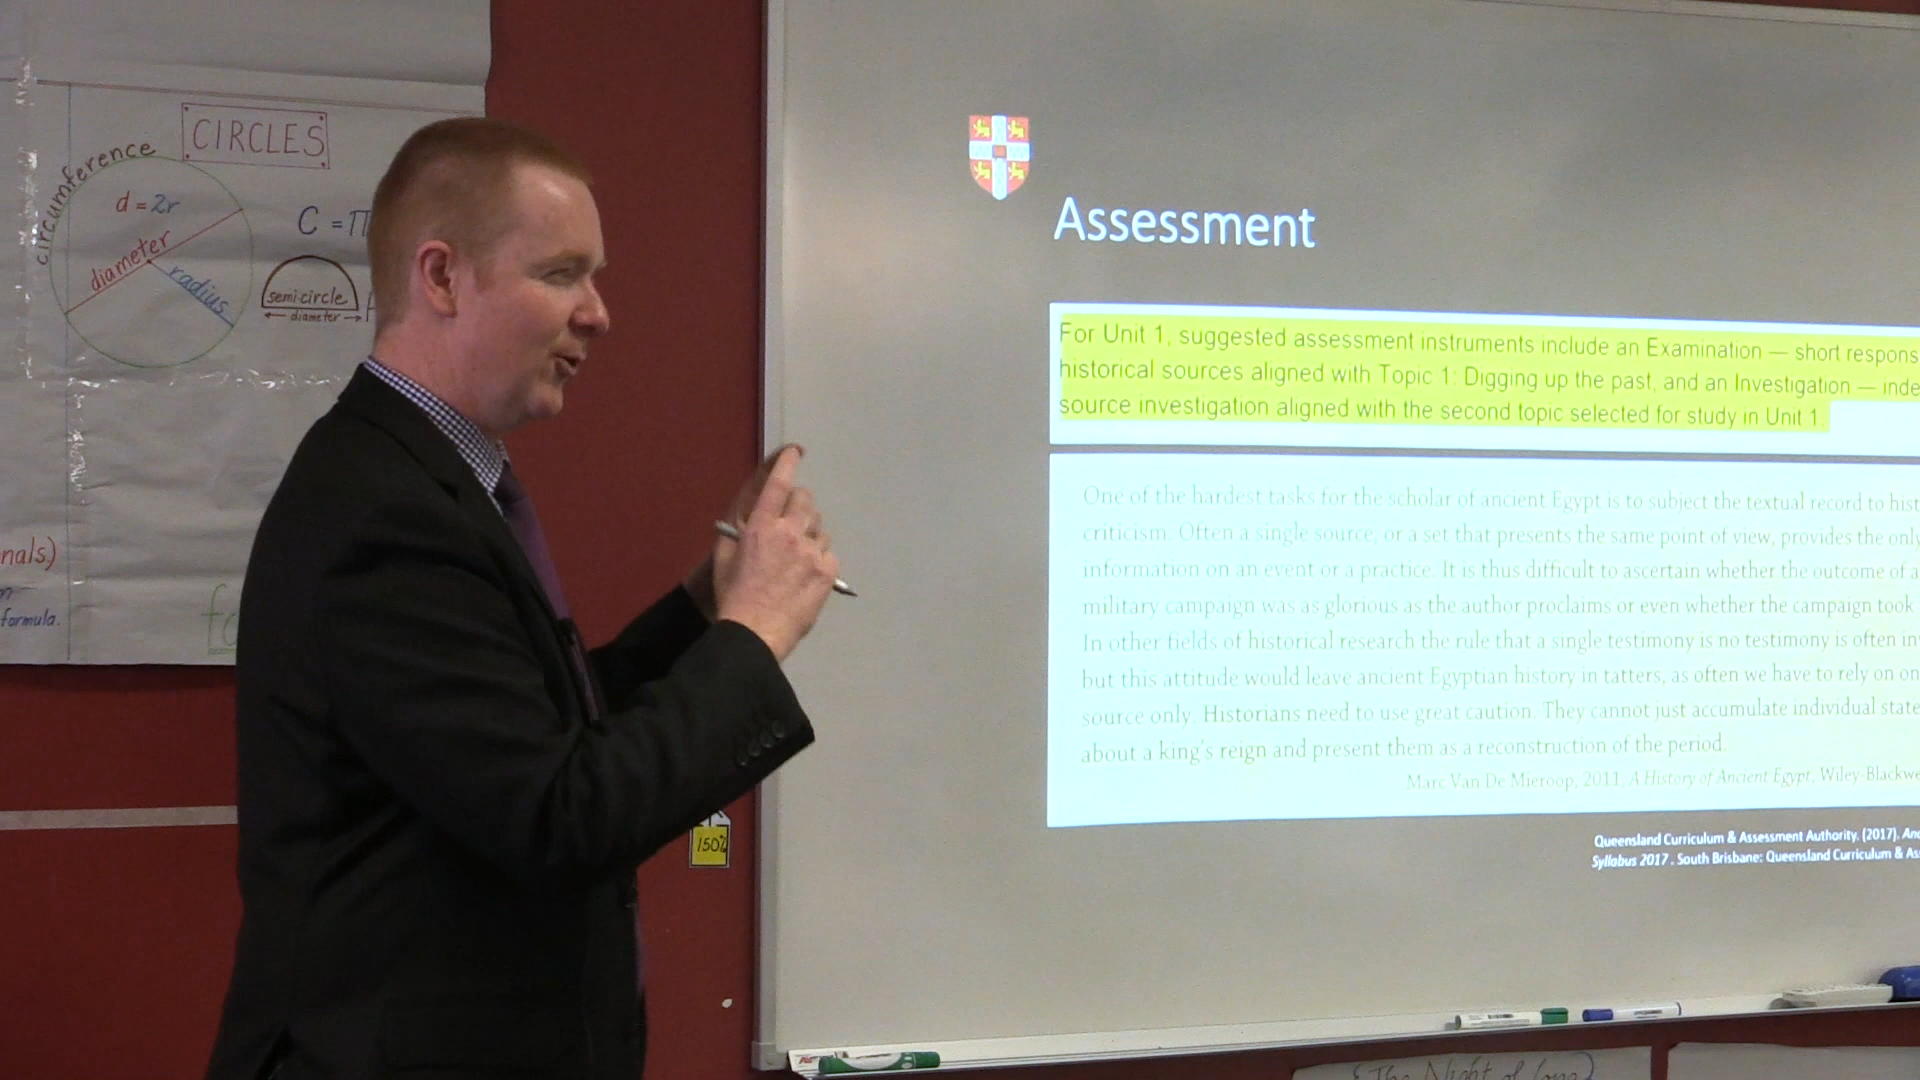 CIRCLES
circumference
d = 2r
diameter
radius
C = π
semi-circle
diameter
nals)
formula.
150%
Assessment
For Unit 1, suggested assessment instruments include an Examination — short respons
historical sources aligned with Topic 1: Digging up the past, and an Investigation — inde
source investigation aligned with the second topic selected for study in Unit 1.
One of the hardest tasks for the scholar of ancient Egypt is to subject the textual record to hist
criticism. Often a single source, or a set that presents the same point of view, provides the only
information on an event or a practice. It is thus difficult to ascertain whether the outcome of a
military campaign was as glorious as the author proclaims or even whether the campaign took
In other fields of historical research the rule that a single testimony is no testimony is often in
but this attitude would leave ancient Egyptian history in tatters, as often we have to rely on on
source only. Historians need to use great caution. They cannot just accumulate individual state
about a king's reign and present them as a reconstruction of the period.
Marc Van De Mieroop, 2011, A History of Ancient Egypt, Wiley-Blackwe
Queensland Curriculum & Assessment Authority. (2017). Anc
Syllabus 2017 . South Brisbane: Queensland Curriculum & As
The Night of